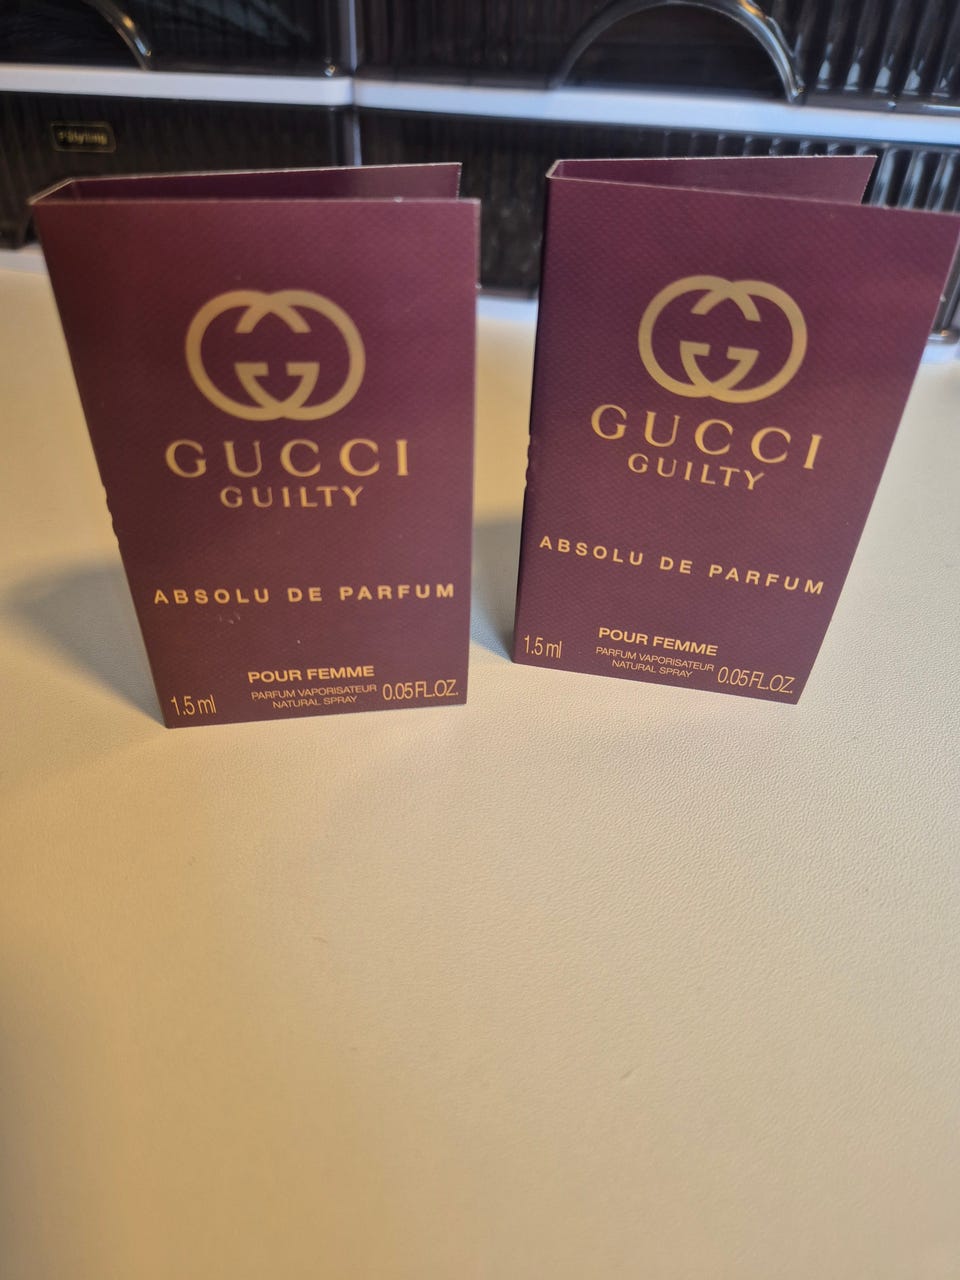 GUCCI
GUILTY
ABSOLU DE PARFUM
POUR FEMME
1.5 ml
PARFUM VAPORISATEUR
NATURAL SPRAY
0.05 FL.OZ.
GUCCI
GUILTY
ABSOLU DE PARFUM
POUR FEMME
1.5 ml
PARFUM VAPORISATEUR
NATURAL SPRAY
0.05 FL.OZ.